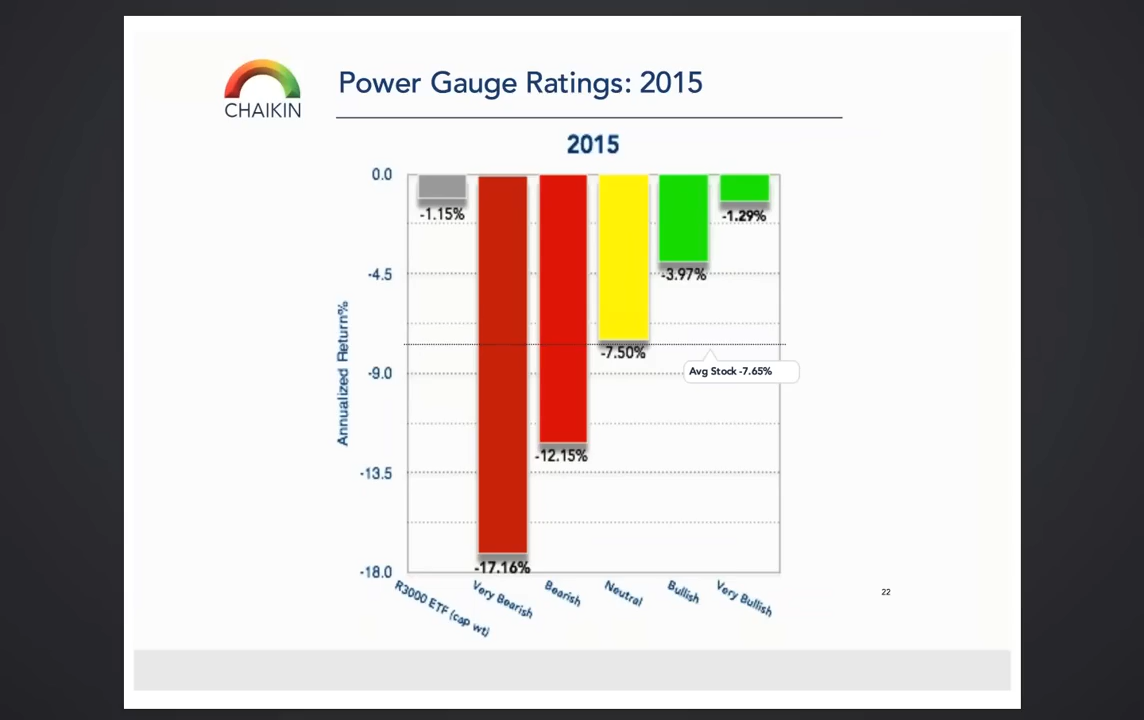 CHAIKIN
Power Gauge Ratings: 2015
2015
0.0
-4.5
-9.0
-13.5
-18.0
Annualized Return%
-1.15%
-17.16%
-12.15%
-7.50%
-3.97%
-1.29%
Avg Stock -7.65%
R3000 ETF (cap wt)
Very Bearish
Bearish
Neutral
Bullish
Very Bullish
22